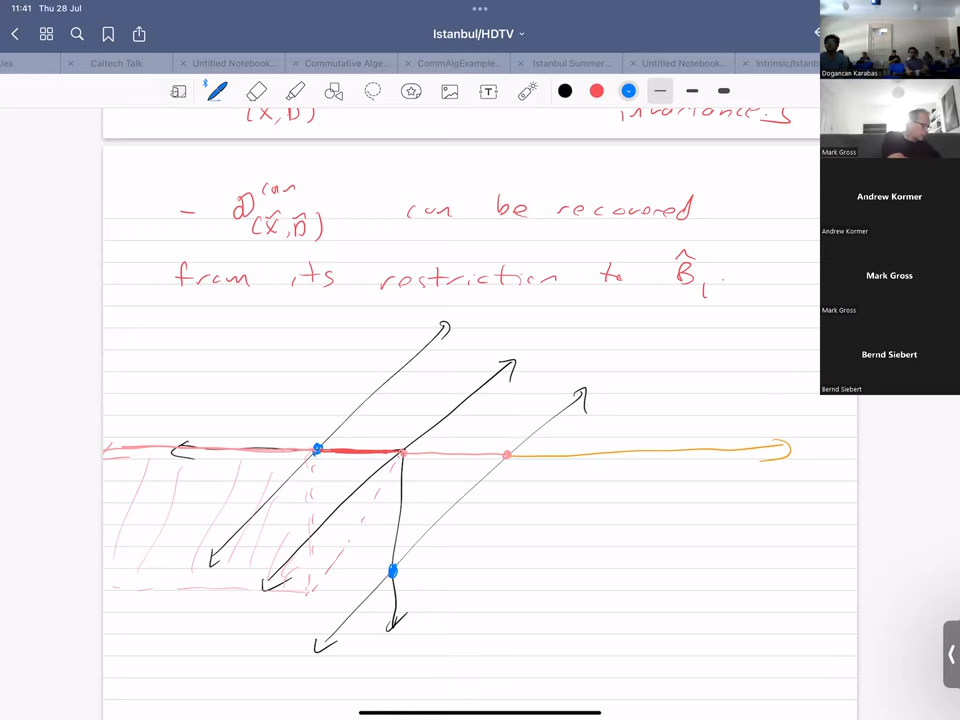 11:41 Thu 28 Jul
Istanbul/HDTV
lex
Caltech Talk
Untitled Notebook...
Commutative Alge...
CommAlgExample...
Istanbul Summer...
Untitled Notebook...
Intrinsic/Istanb
Dogancan Karabas
Mark Gross
Andrew Kormer
Andrew Kormer
Mark Gross
Mark Gross
Bernd Siebert
Bernd Siebert
(X, D) invariance.
- 𝔇^can_(X̃, D̃) can be recovered
from its restriction to B̂₁.